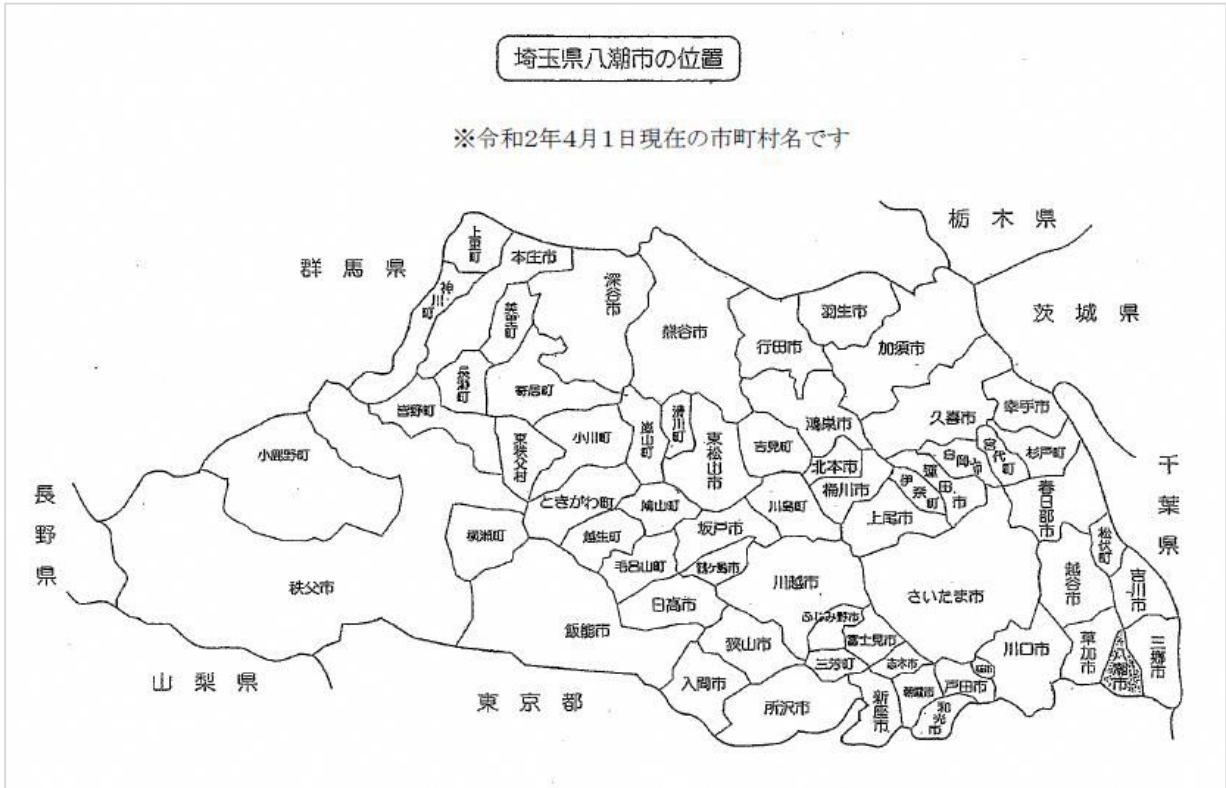 埼玉県八潮市の位置
※令和2年4月1日現在の市町村名です
栃木県
群馬県
茨城県
千葉県
長野県
山梨県
東京都
上里町
本庄市
神川町
美里町
深谷市
熊谷市
行田市
羽生市
加須市
長瀞町
皆野町
寄居町
小鹿野町
東秩父村
小川町
嵐山町
滑川町
東松山市
吉見町
鴻巣市
北本市
久喜市
幸手市
宮代町
杉戸町
白岡市
蓮田市
伊奈町
桶川市
上尾市
春日部市
松伏町
ときがわ町
鳩山町
川島町
横瀬町
越生町
坂戸市
毛呂山町
鶴ヶ島市
川越市
さいたま市
越谷市
吉川市
秩父市
日高市
飯能市
狭山市
ふじみ野市
富士見市
三芳町
志木市
入間市
所沢市
新座市
朝霞市
和光市
戸田市
蕨市
川口市
草加市
八潮市
三郷市